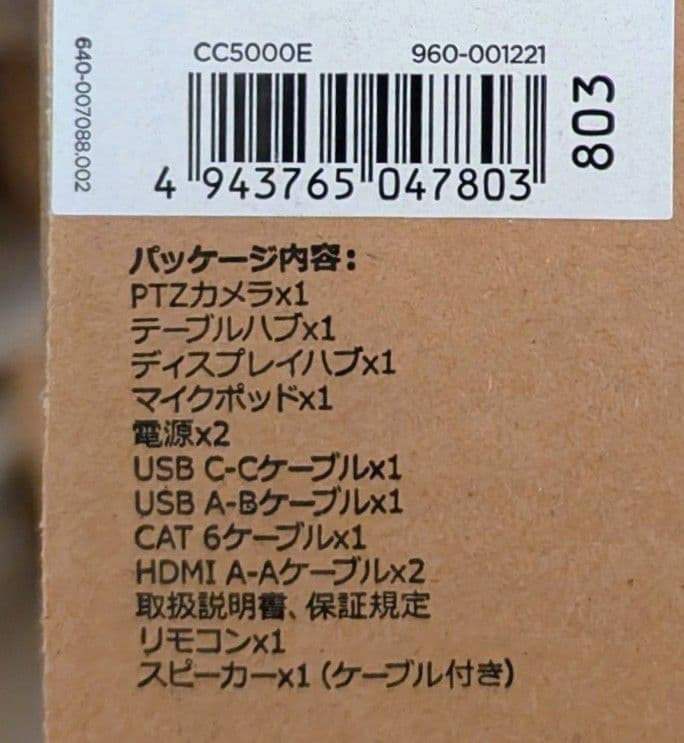 640-007088.002
CC5000E 960-001221
803
4 943765 047803
パッケージ内容:
PTZカメラx1
テーブルハブx1
ディスプレイハブx1
マイクポッドx1
電源x2
USB C-Cケーブルx1
USB A-Bケーブルx1
CAT 6ケーブルx1
HDMI A-Aケーブルx2
取扱説明書、保証規定
リモコンx1
スピーカーx1(ケーブル付き)